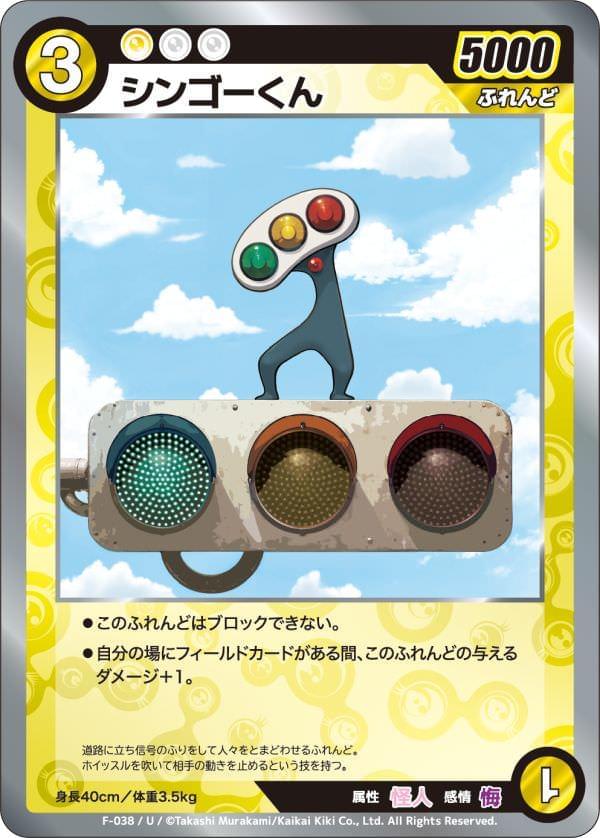 3
シンゴーくん
5000
ふれんど
●このふれんどはブロックできない。
●自分の場にフィールドカードがある間、このふれんどの与える
ダメージ+1。
道路に立ち信号のふりをして人々をとまどわせるふれんど。
ホイッスルを吹いて相手の動きを止めるという技を持つ。
身長40cm／体重3.5kg
属性 怪人 感情 悔
F-038 / U / ©Takashi Murakami/Kaikai Kiki Co., Ltd. All Rights Reserved.